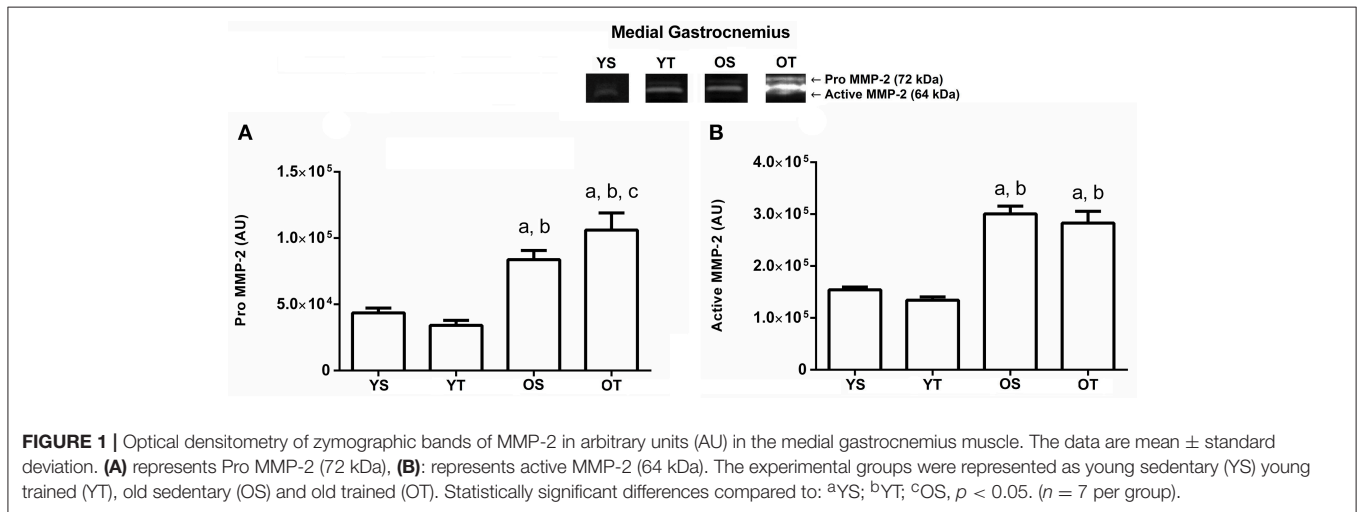 Medial Gastrocnemius
YS YT OS OT
← Pro MMP-2 (72 kDa)
← Active MMP-2 (64 kDa)
A
Pro MMP-2 (AU)
1.5×10⁵
1.0×10⁵
5.0×10⁴
0
a, b
a, b, c
YS YT OS OT
B
Active MMP-2 (AU)
4.0×10⁵
3.0×10⁵
2.0×10⁵
1.0×10⁵
0
a, b
a, b
YS YT OS OT
FIGURE 1 | Optical densitometry of zymographic bands of MMP-2 in arbitrary units (AU) in the medial gastrocnemius muscle. The data are mean ± standard
deviation. (A) represents Pro MMP-2 (72 kDa), (B): represents active MMP-2 (64 kDa). The experimental groups were represented as young sedentary (YS) young
trained (YT), old sedentary (OS) and old trained (OT). Statistically significant differences compared to: ᵃYS; ᵇYT; ᶜOS, p < 0.05. (n = 7 per group).